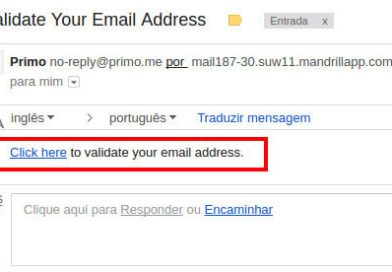 alidate Your Email Address Entrada x
Primo no-reply@primo.me por mail187-30.suw11.mandrillapp.com
para mim
inglês > português Traduzir mensagem
Click here to validate your email address.
Clique aqui para Responder ou Encaminhar